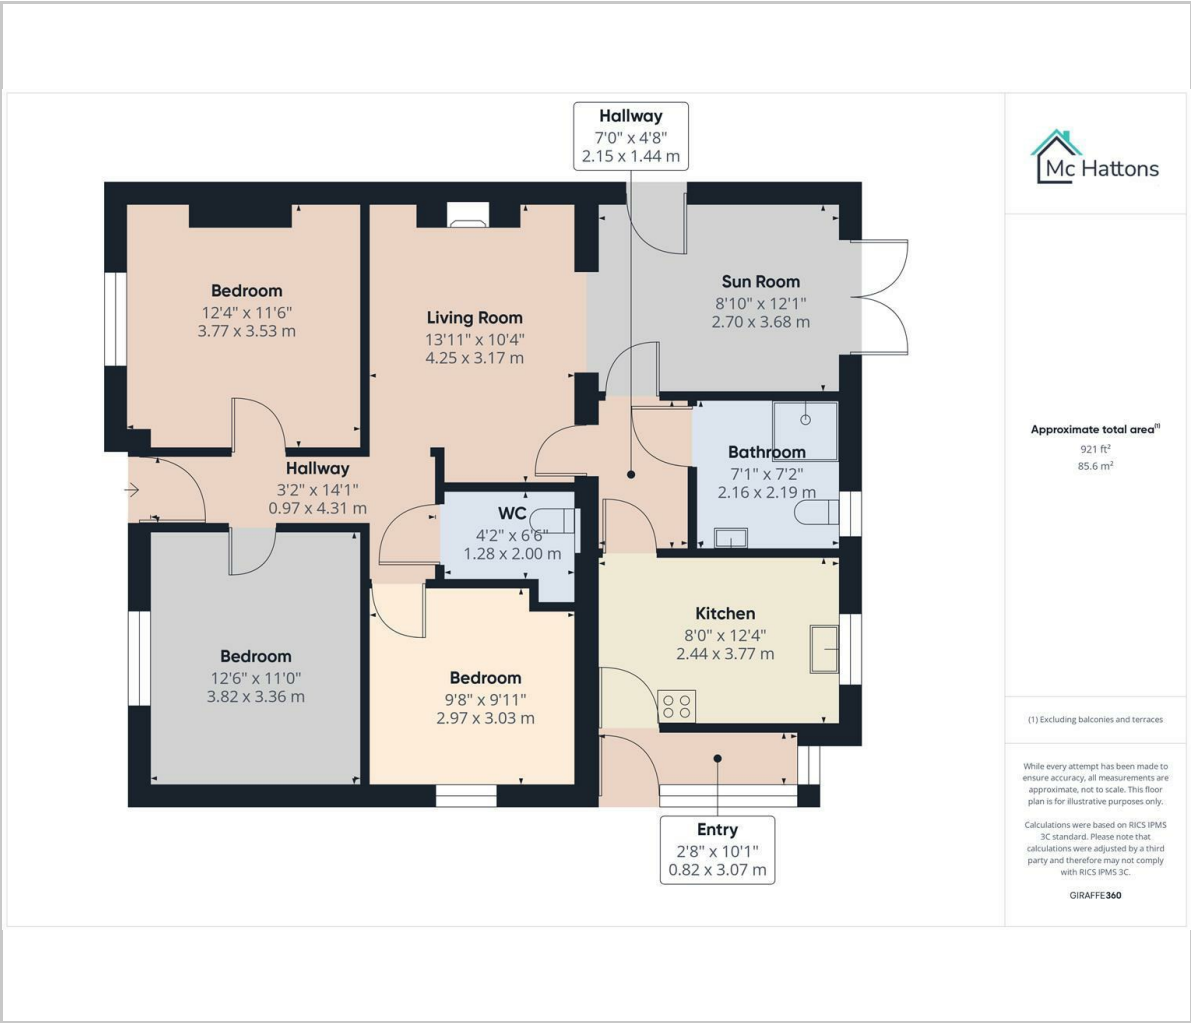 Hallway
7'0" x 4'8"
2.15 x 1.44 m
Mc Hattons
Bedroom
12'4" x 11'6"
3.77 x 3.53 m
Living Room
13'11" x 10'4"
4.25 x 3.17 m
Sun Room
8'10" x 12'1"
2.70 x 3.68 m
Hallway
3'2" x 14'1"
0.97 x 4.31 m
WC
4'2" x 6'6"
1.28 x 2.00 m
Bathroom
7'1" x 7'2"
2.16 x 2.19 m
Bedroom
12'6" x 11'0"
3.82 x 3.36 m
Bedroom
9'8" x 9'11"
2.97 x 3.03 m
Kitchen
8'0" x 12'4"
2.44 x 3.77 m
Entry
2'8" x 10'1"
0.82 x 3.07 m
Approximate total area⁽¹⁾
921 ft²
85.6 m²
(1) Excluding balconies and terraces
While every attempt has been made to
ensure accuracy, all measurements are
approximate, not to scale. This floor
plan is for illustrative purposes only.
Calculations were based on RICS IPMS
3C standard. Please note that
calculations were adjusted by a third
party and therefore may not comply
with RICS IPMS 3C.
GIRAFFE360